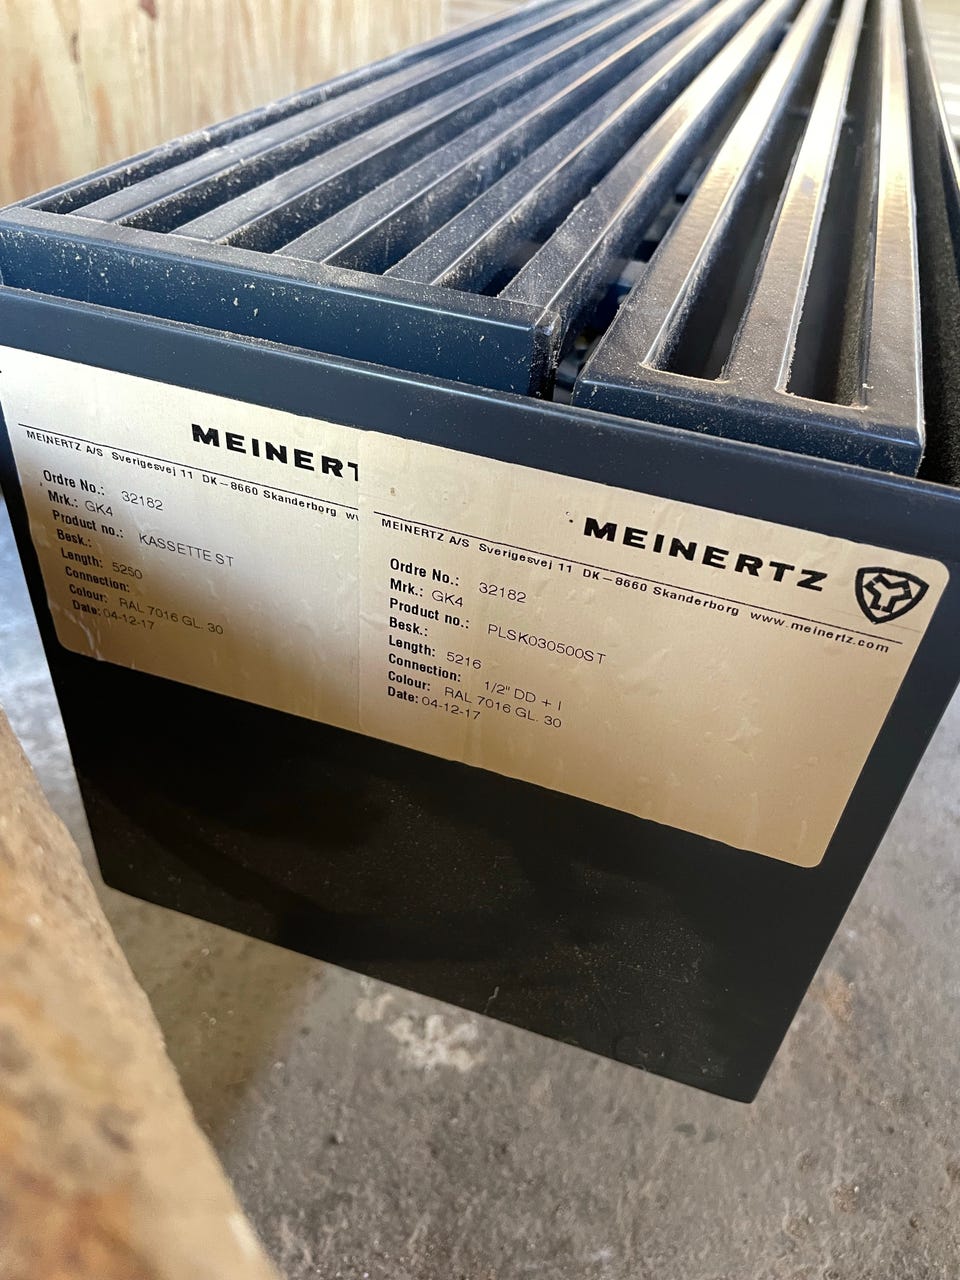 MEINERT
MEINERTZ A/S Sverigesvej 11 DK-8660 Skanderborg
Ordre No.: 32182
Mrk.: GK4
Product no.: KASSETTE ST
Besk.:
Length: 5250
Connection:
Colour: RAL 7016 GL. 30
Date: 04-12-17
MEINERTZ
MEINERTZ A/S Sverigesvej 11 DK-8660 Skanderborg www.meinertz.com
Ordre No.: 32182
Mrk.: GK4
Product no.: PLSK030500ST
Besk.:
Length: 5216
Connection: 1/2" DD + I
Colour: RAL 7016 GL. 30
Date: 04-12-17